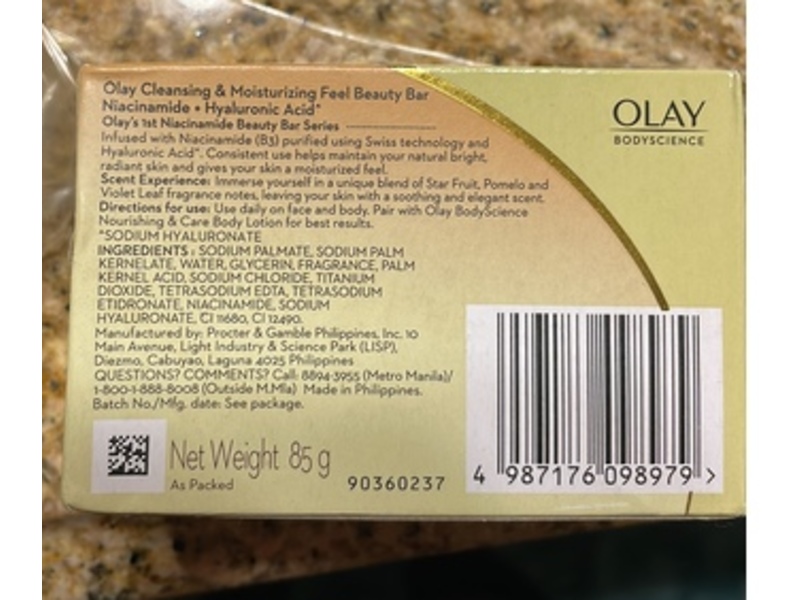 Olay Cleansing & Moisturizing Feel Beauty Bar
Niacinamide • Hyaluronic Acid*
Olay's 1st Niacinamide Beauty Bar Series
Infused with Niacinamide (B3) purified using Swiss technology and
Hyaluronic Acid*. Consistent use helps maintain your natural bright,
radiant skin and gives your skin a moisturized feel.
Scent Experience: Immerse yourself in a unique blend of Star Fruit, Pomelo and
Violet Leaf fragrance notes, leaving your skin with a soothing and elegant scent.
Directions for use: Use daily on face and body. Pair with Olay BodyScience
Nourishing & Care Body Lotion for best results.
*SODIUM HYALURONATE
INGREDIENTS : SODIUM PALMATE, SODIUM PALM
KERNELATE, WATER, GLYCERIN, FRAGRANCE, PALM
KERNEL ACID, SODIUM CHLORIDE, TITANIUM
DIOXIDE, TETRASODIUM EDTA, TETRASODIUM
ETIDRONATE, NIACINAMIDE, SODIUM
HYALURONATE, CI 11680, CI 12490.
Manufactured by: Procter & Gamble Philippines, Inc. 10
Main Avenue, Light Industry & Science Park (LISP),
Diezmo, Cabuyao, Laguna 4025 Philippines
QUESTIONS? COMMENTS? Call: 8894-3955 (Metro Manila)/
1-800-1-888-8008 (Outside M.Mla) Made in Philippines.
Batch No./Mfg. date: See package.
Net Weight 85 g
As Packed
90360237
OLAY
BODYSCIENCE
4 987176 098979 >